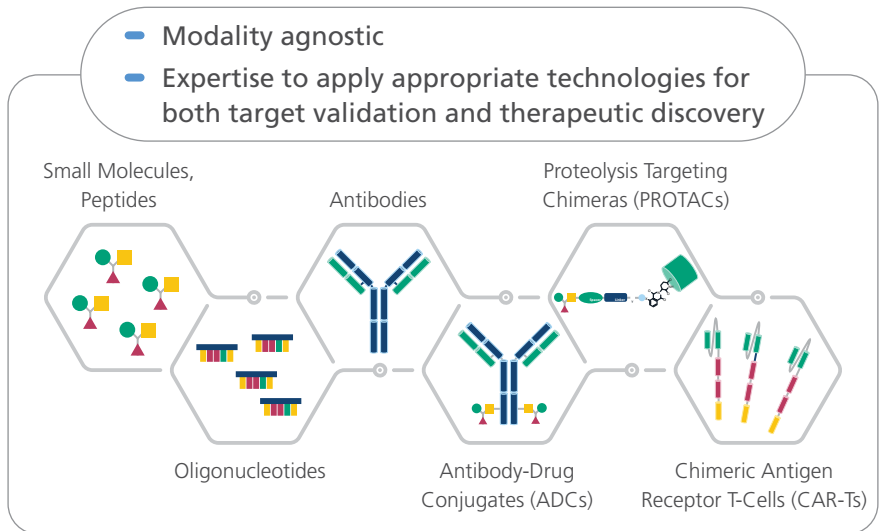 Modality agnostic
Expertise to apply appropriate technologies for
both target validation and therapeutic discovery
Small Molecules,
Peptides
Antibodies
Proteolysis Targeting
Chimeras (PROTACs)
Oligonucleotides
Antibody-Drug
Conjugates (ADCs)
Chimeric Antigen
Receptor T-Cells (CAR-Ts)